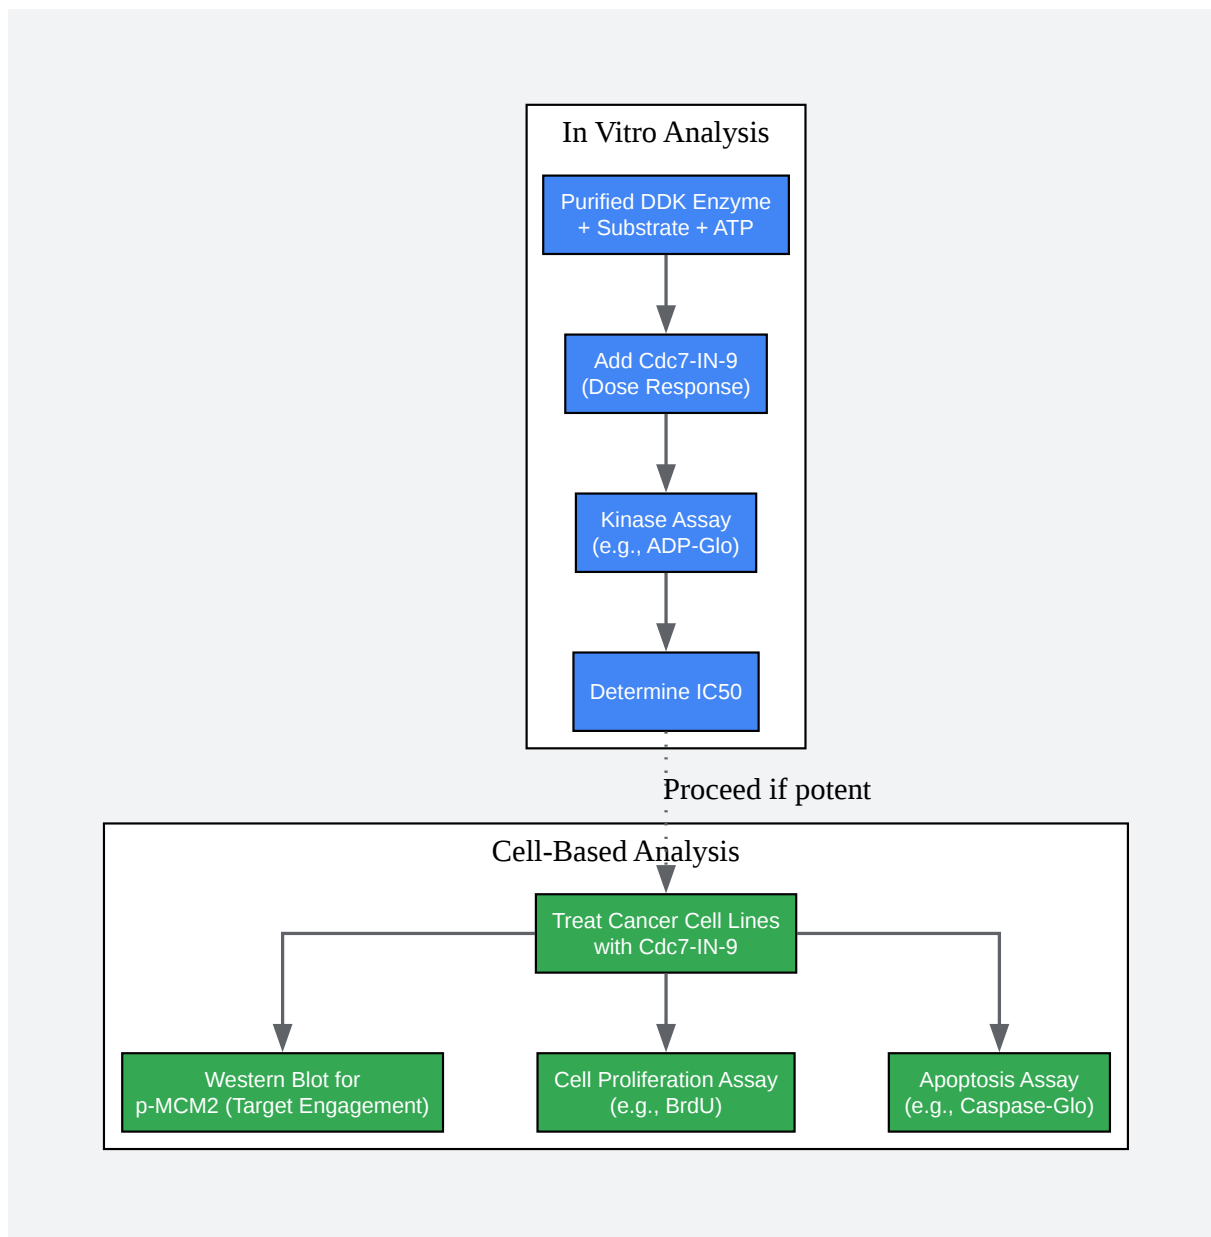 In Vitro Analysis
Purified DDK Enzyme
+ Substrate + ATP
Add Cdc7-IN-9
(Dose Response)
Kinase Assay
(e.g., ADP-Glo)
Determine IC50
Proceed if potent
Cell-Based Analysis
Treat Cancer Cell Lines
with Cdc7-IN-9
Western Blot for
p-MCM2 (Target Engagement)
Cell Proliferation Assay
(e.g., BrdU)
Apoptosis Assay
(e.g., Caspase-Glo)